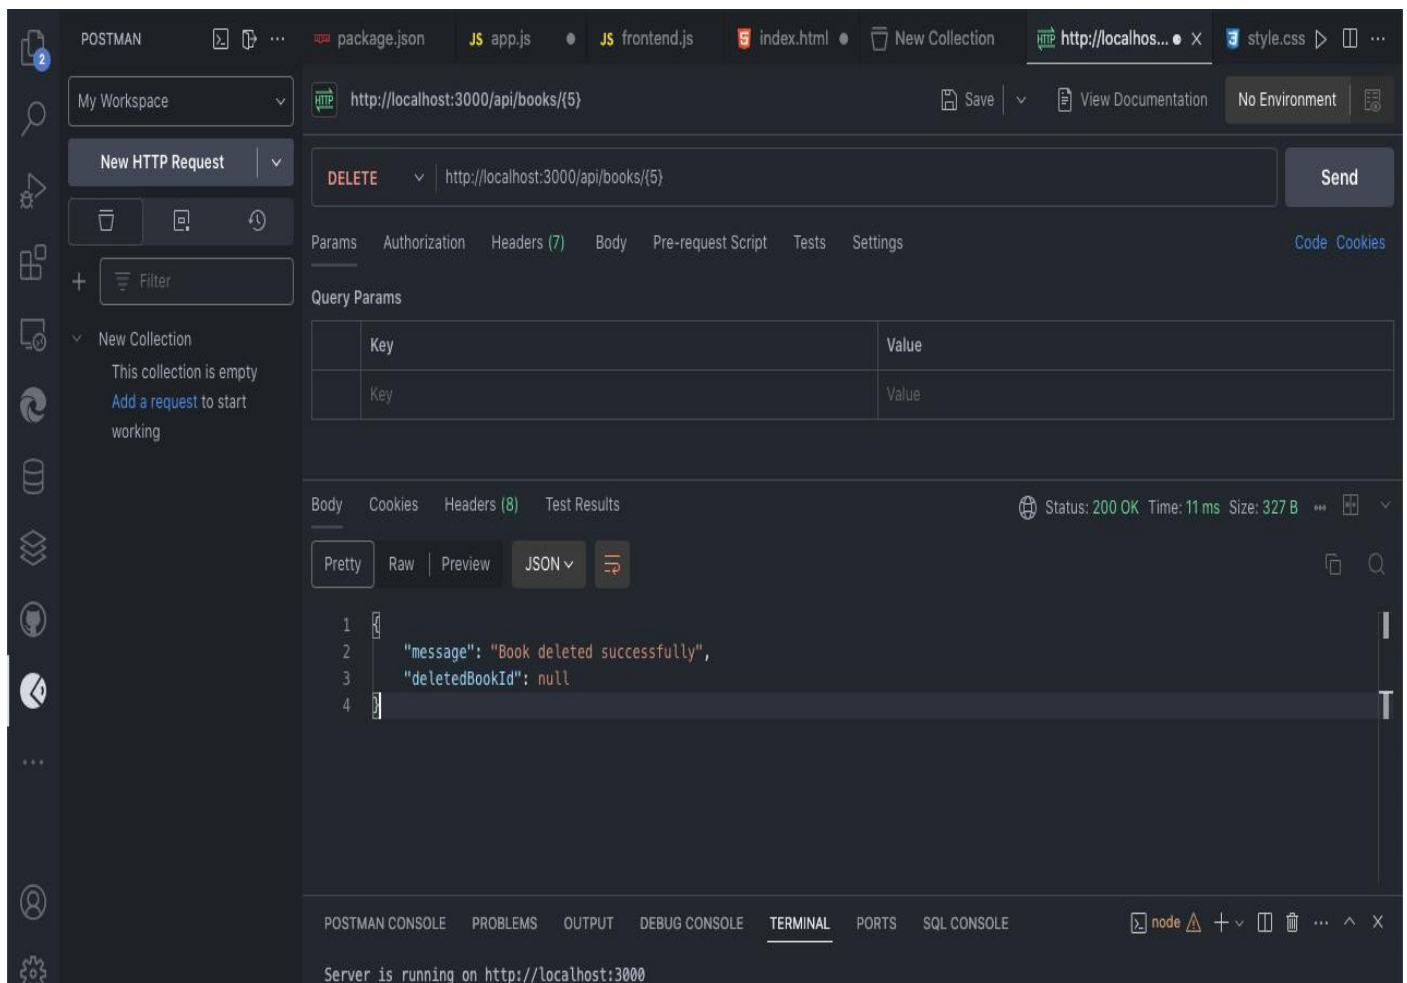 POSTMAN
package.json JS app.js JS frontend.js index.html New Collection HTTP http://localhos... style.css
2
My Workspace
HTTP http://localhost:3000/api/books/{5} Save View Documentation No Environment
New HTTP Request
DELETE http://localhost:3000/api/books/{5} Send
Params Authorization Headers (7) Body Pre-request Script Tests Settings Code Cookies
Filter
Query Params
New Collection
This collection is empty
Add a request to start
working
Key Value
Key Value
Body Cookies Headers (8) Test Results Status: 200 OK Time: 11 ms Size: 327 B
Pretty Raw Preview JSON
1 {
2 "message": "Book deleted successfully",
3 "deletedBookId": null
4 }
POSTMAN CONSOLE PROBLEMS OUTPUT DEBUG CONSOLE TERMINAL PORTS SQL CONSOLE node
Server is running on http://localhost:3000